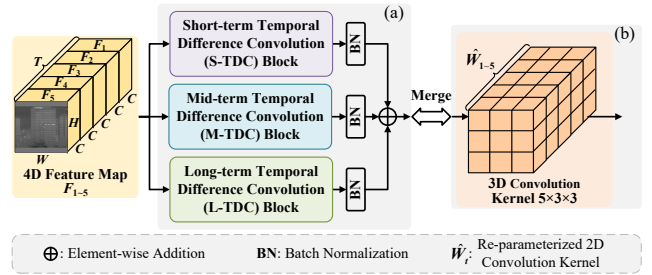 (a)
(b)
T
F₁
F₂
F₃
F₄
F₅
H
W
C
C
C
C
C
4D Feature Map
F₁₋₅
Short-term Temporal
Difference Convolution
(S-TDC) Block
BN
Mid-term Temporal
Difference Convolution
(M-TDC) Block
BN
Long-term Temporal
Difference Convolution
(L-TDC) Block
BN
Merge
Ŵ₁₋₅
3D Convolution
Kernel 5×3×3
⊕: Element-wise Addition
BN: Batch Normalization
Ŵₜ: Re-parameterized 2D
Convolution Kernel